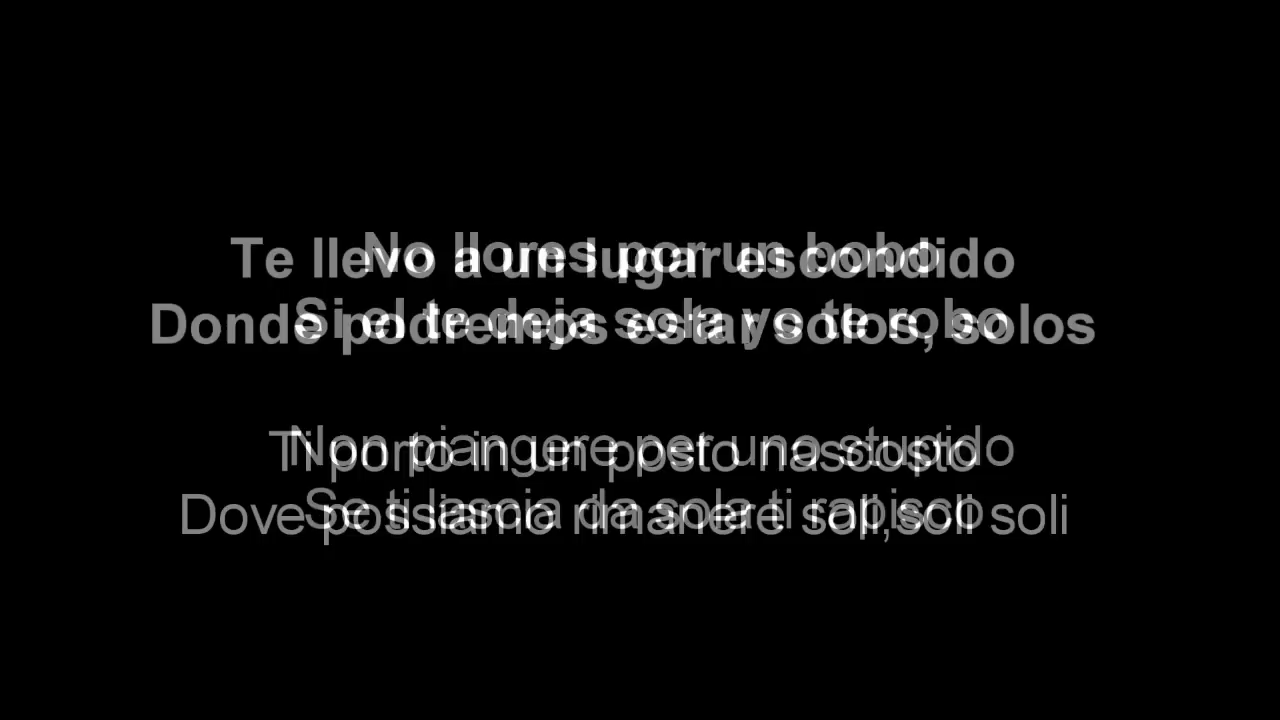 No llores por un bobo
Si el te deja sola yo te robo
Non piangere per uno stupido
Se ti lascia da sola ti rapisco
Te llevo a un lugar escondido
Donde podremos estar solos, solos
Ti porto in un posto nascosto
Dove possiamo rimanere soli, soli soli